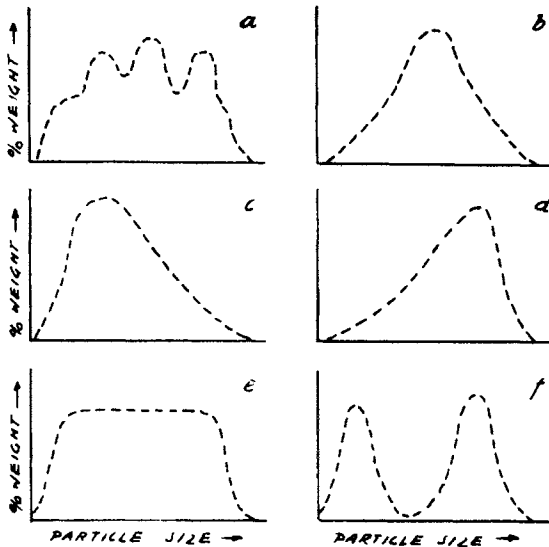 a
b
% WEIGHT →
c
d
% WEIGHT →
e
f
% WEIGHT →
PARTICLE SIZE →
PARTICLE SIZE →